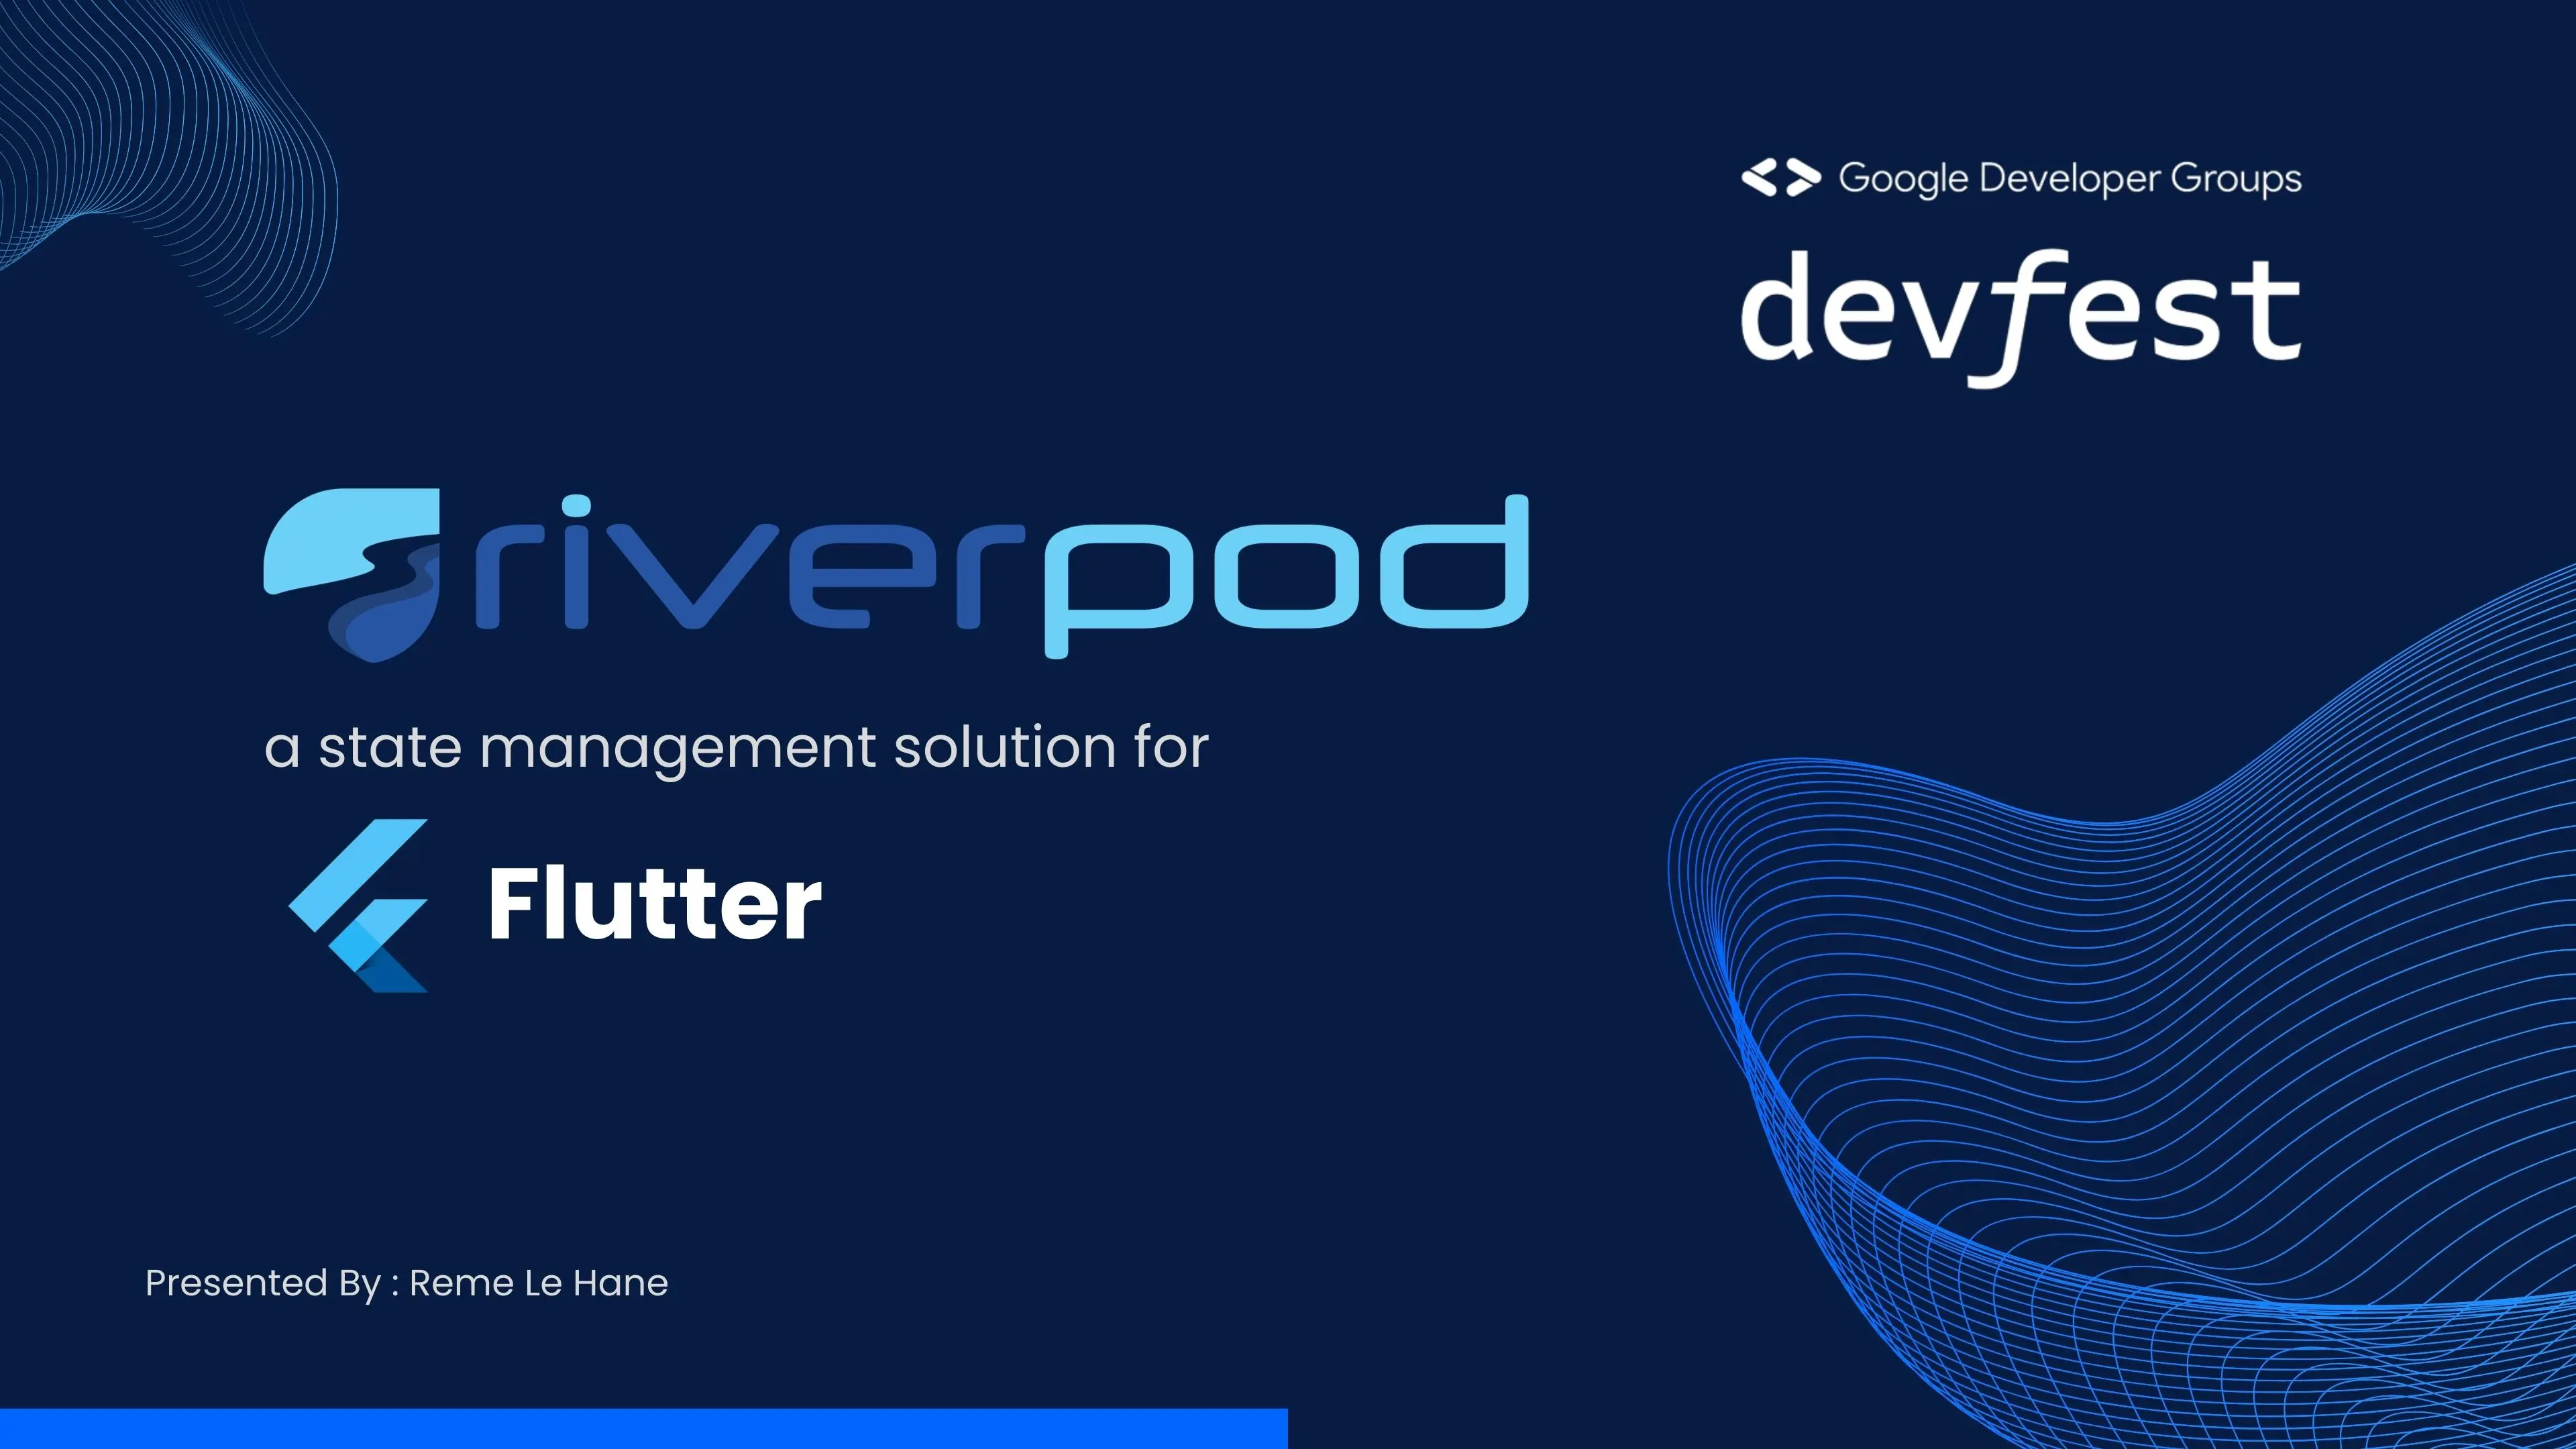 Google Developer Groups
devfest
riverpod
a state management solution for
Flutter
Presented By : Reme Le Hane